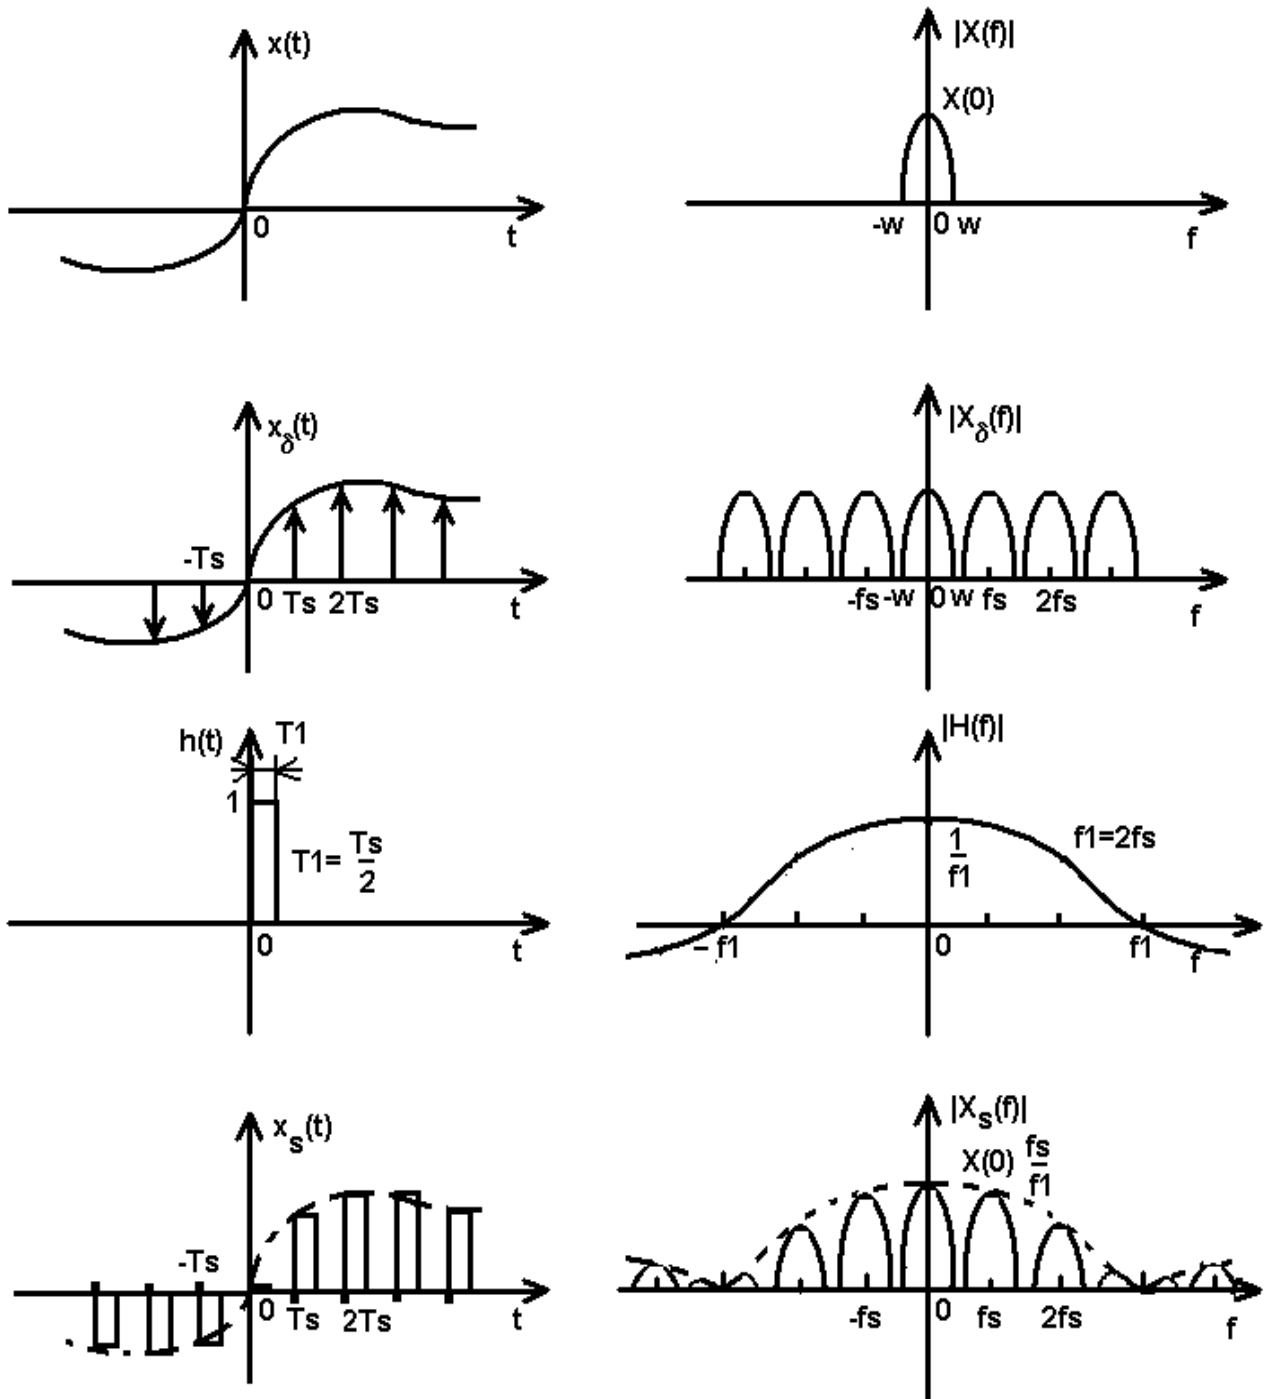 x(t)
0
t
|X(f)|
X(0)
-w 0 w
f
x_δ(t)
-Ts
0 Ts 2Ts
t
|X_δ(f)|
-fs -w 0 w fs 2fs
f
h(t)
T1
1
T1= Ts/2
0
t
|H(f)|
1/f1
f1=2fs
-f1
0
f1
f
x_s(t)
-Ts
0 Ts 2Ts
t
|X_s(f)|
X(0) fs/f1
-fs 0 fs 2fs
f